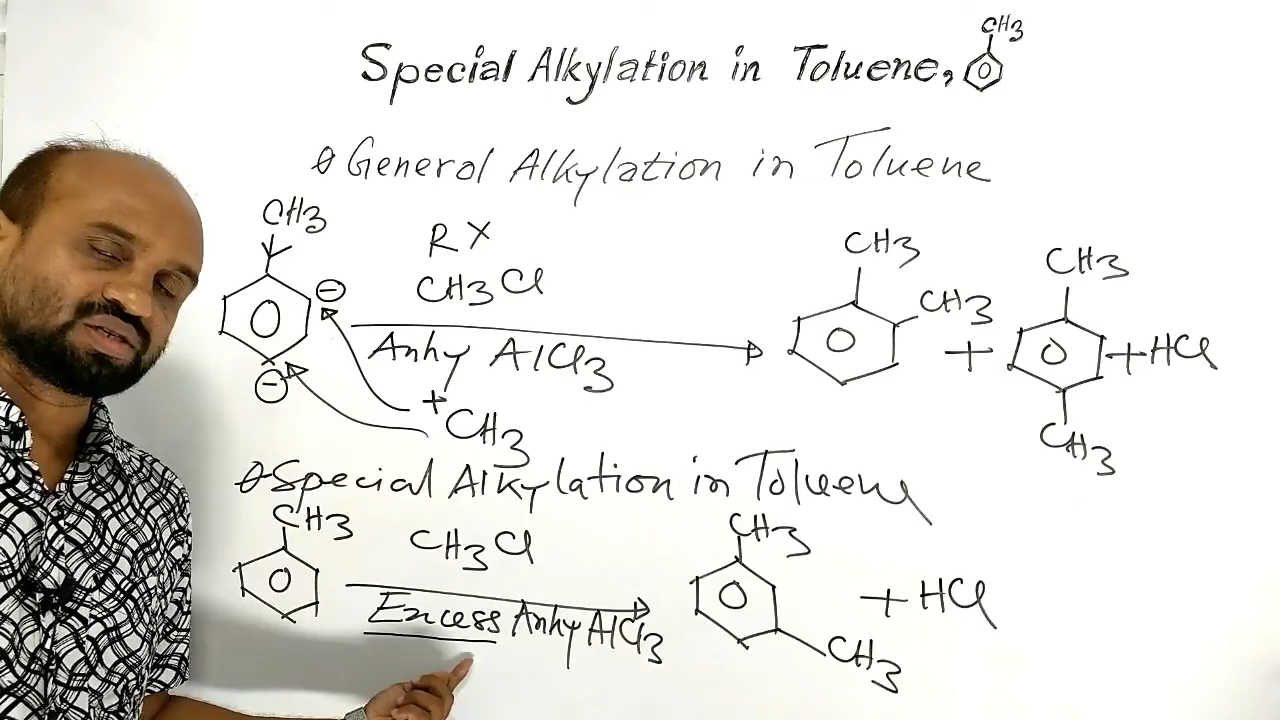 Special Alkylation in Toluene, CH3
θ General Alkylation in Toluene
CH3
RX
CH3Cl
Anhy AlCl3
+CH3
CH3
CH3
+
CH3
CH3
+ HCl
θ Special Alkylation in Toluene
CH3
CH3Cl
Excess Anhy AlCl3
CH3
CH3
+ HCl